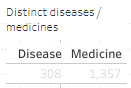 Distinct diseases/
medicines
Disease Medicine
308 1,357